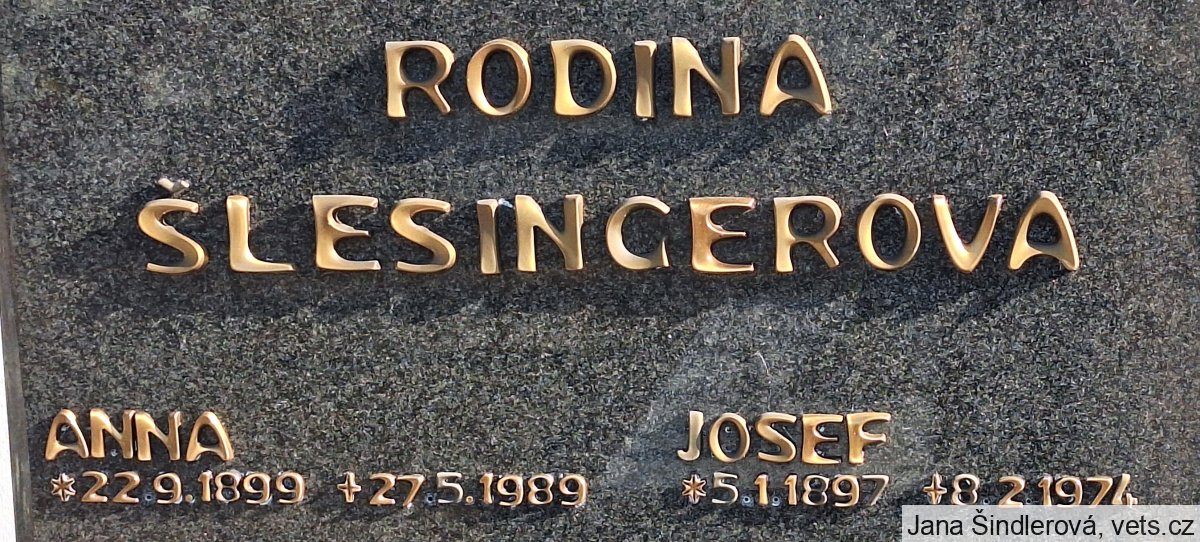 RODINA
ŠLESINGEROVA
ANNA
*22.9.1899 +27.5.1989
JOSEF
*5.1.1897 +8.2.1974
Jana Šindlerová, vets.cz